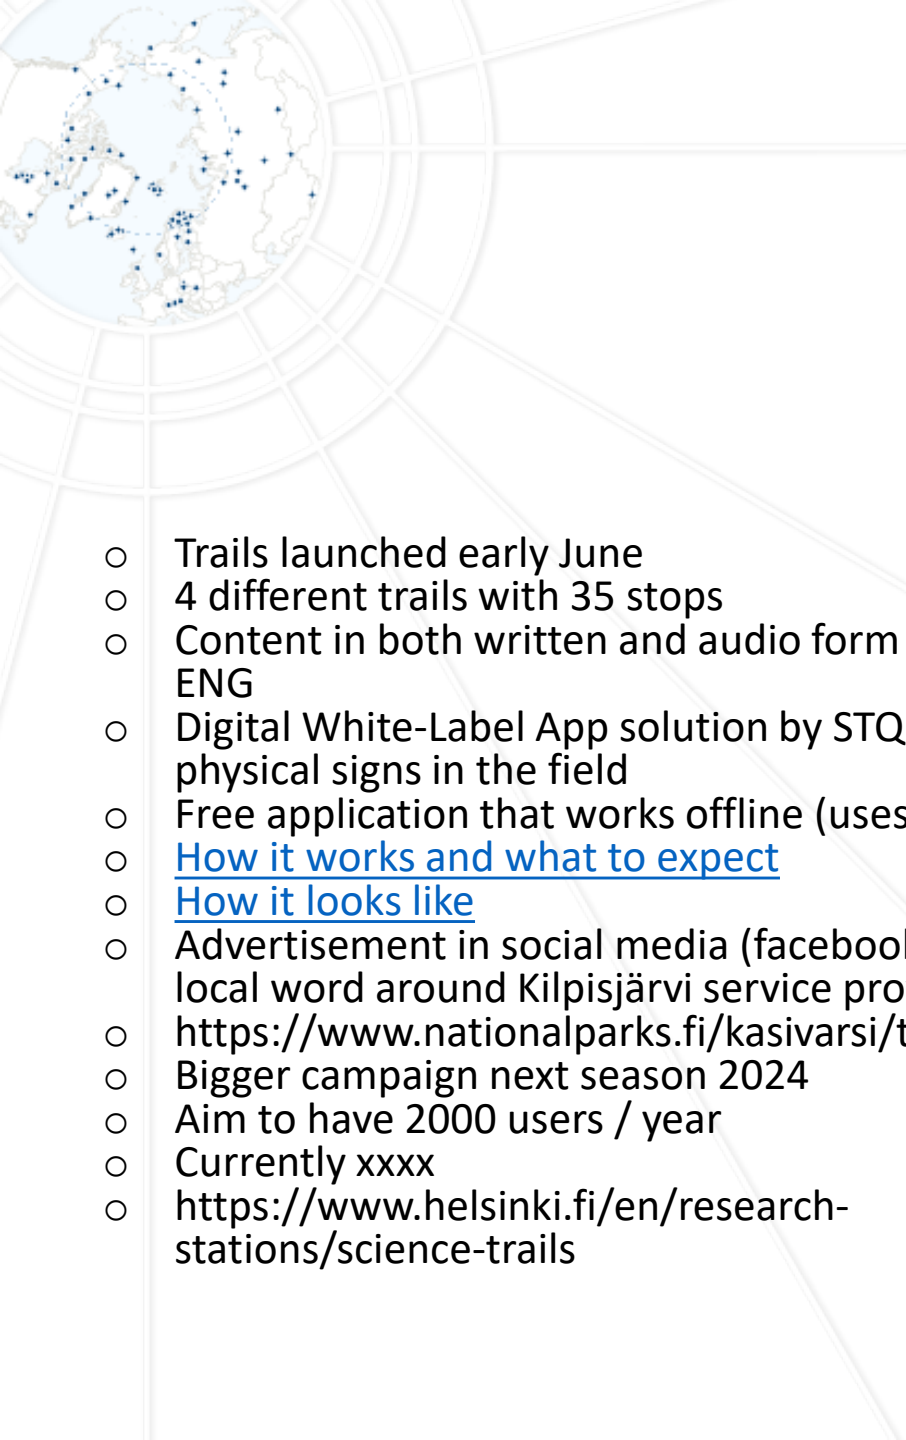 ○ Trails launched early June
○ 4 different trails with 35 stops
○ Content in both written and audio form
ENG
○ Digital White-Label App solution by STQ
physical signs in the field
○ Free application that works offline (uses
○ How it works and what to expect
○ How it looks like
○ Advertisement in social media
local word around Kilpisjärvi service
○ https://www.nationalparks.fi/kasivarsi/t
○ Bigger campaign next season 2024
○ Aim to have 2000 users / year
○ Currently xxxx
○ https://www.helsinki.fi/en/research-
stations/science-trails